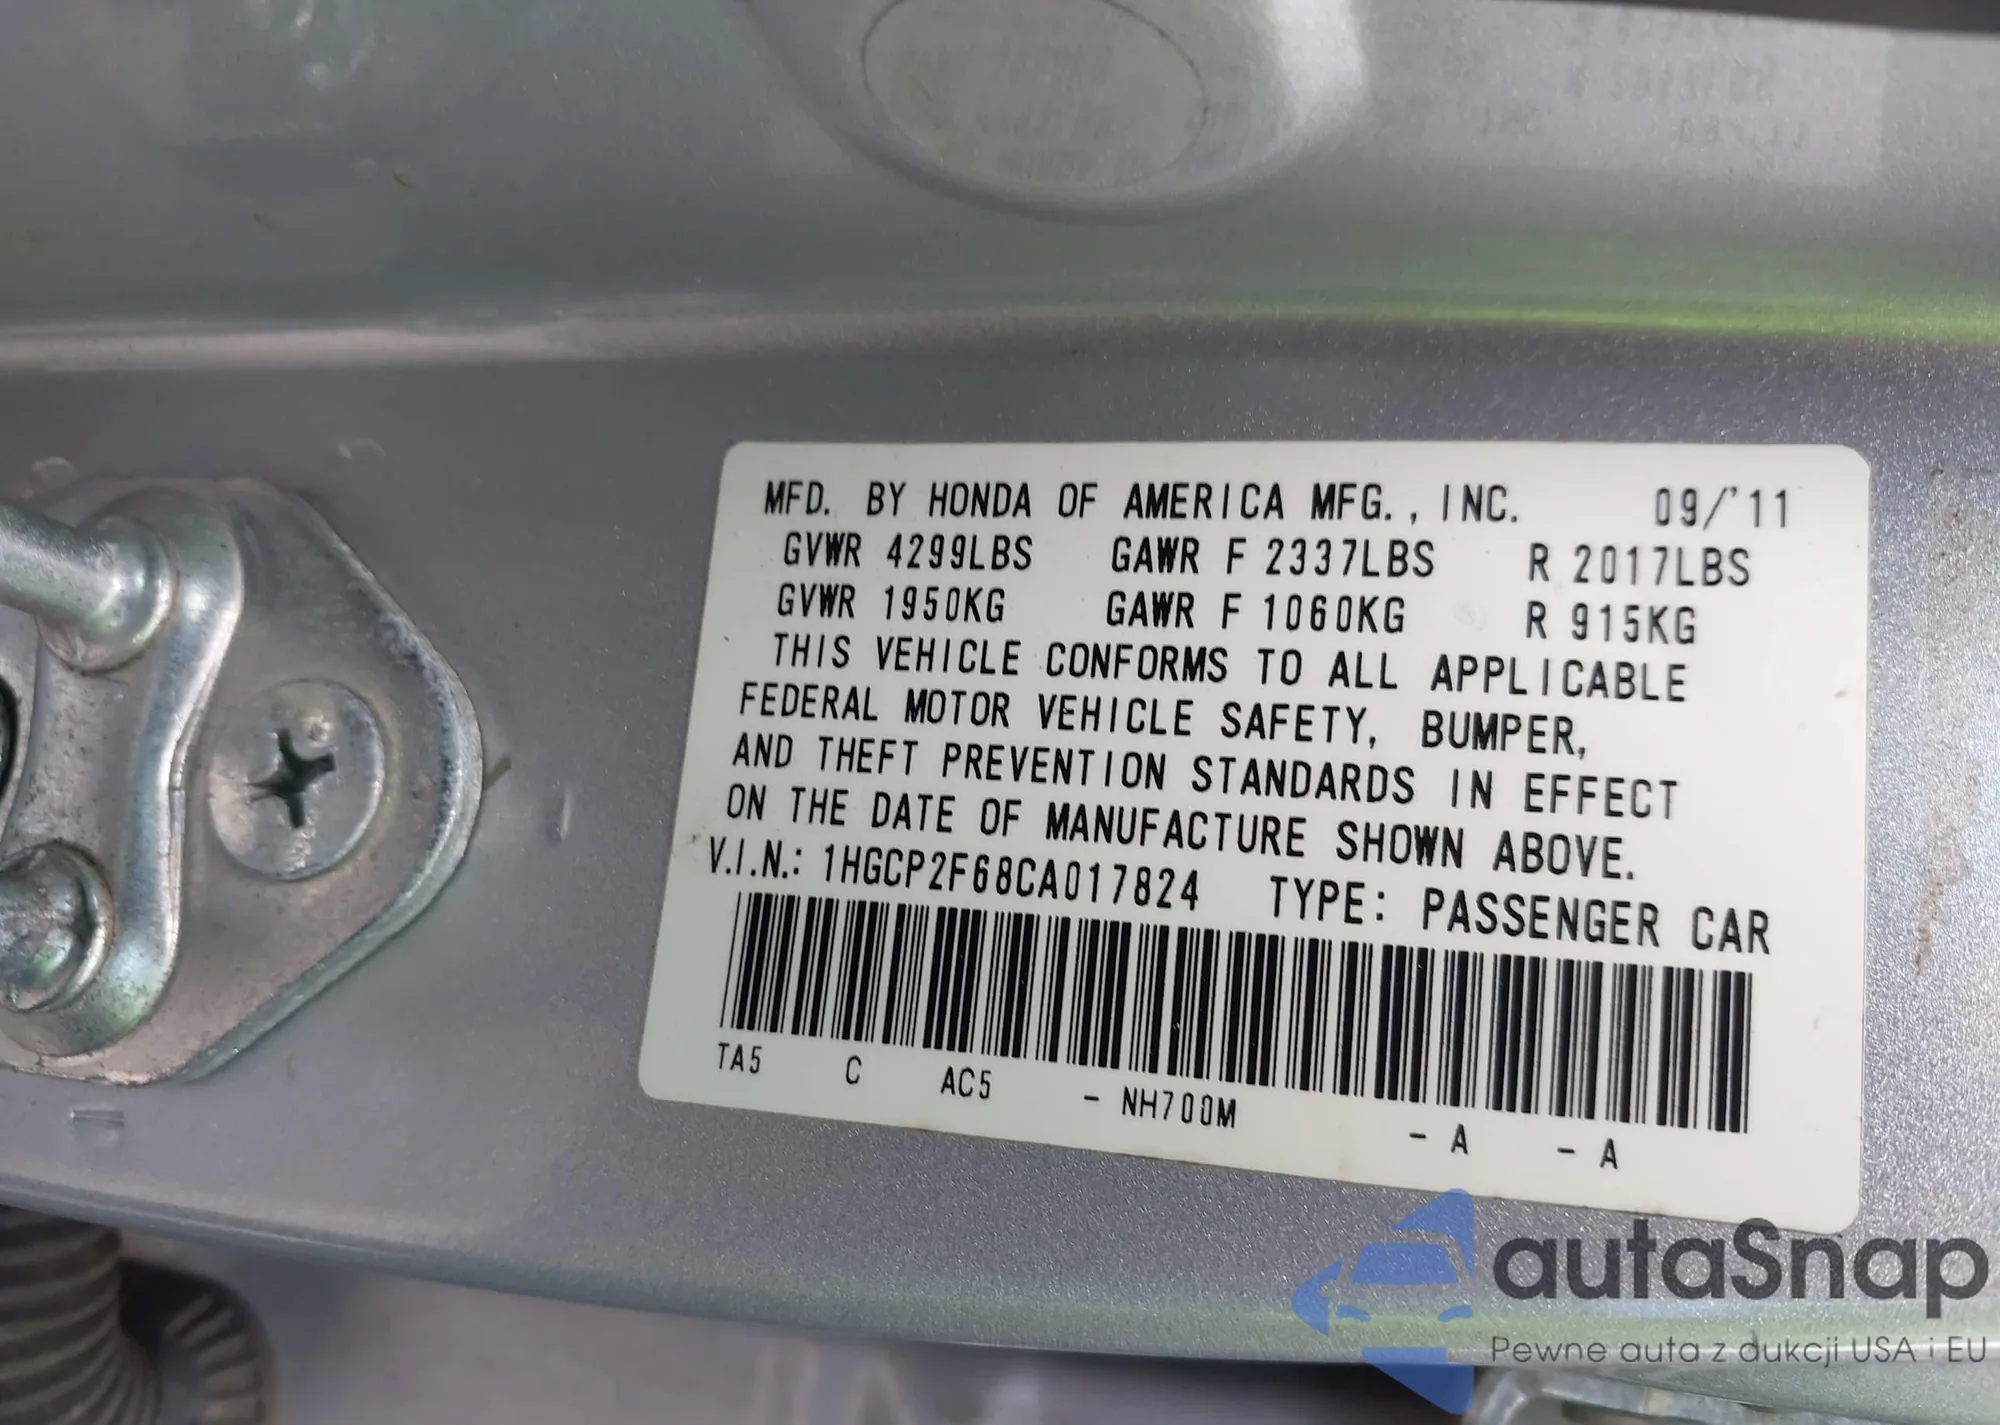 MFD. BY HONDA OF AMERICA MFG., INC. 09/'11
GVWR 4299LBS GAWR F 2337LBS R 2017LBS
GVWR 1950KG GAWR F 1060KG R 915KG
THIS VEHICLE CONFORMS TO ALL APPLICABLE
FEDERAL MOTOR VEHICLE SAFETY, BUMPER,
AND THEFT PREVENTION STANDARDS IN EFFECT
ON THE DATE OF MANUFACTURE SHOWN ABOVE.
V.I.N.: 1HGCP2F68CA017824 TYPE: PASSENGER CAR
TA5 C AC5 - NH700M - A - A
autaSnap
Pewne auta z dukcji USA i EU